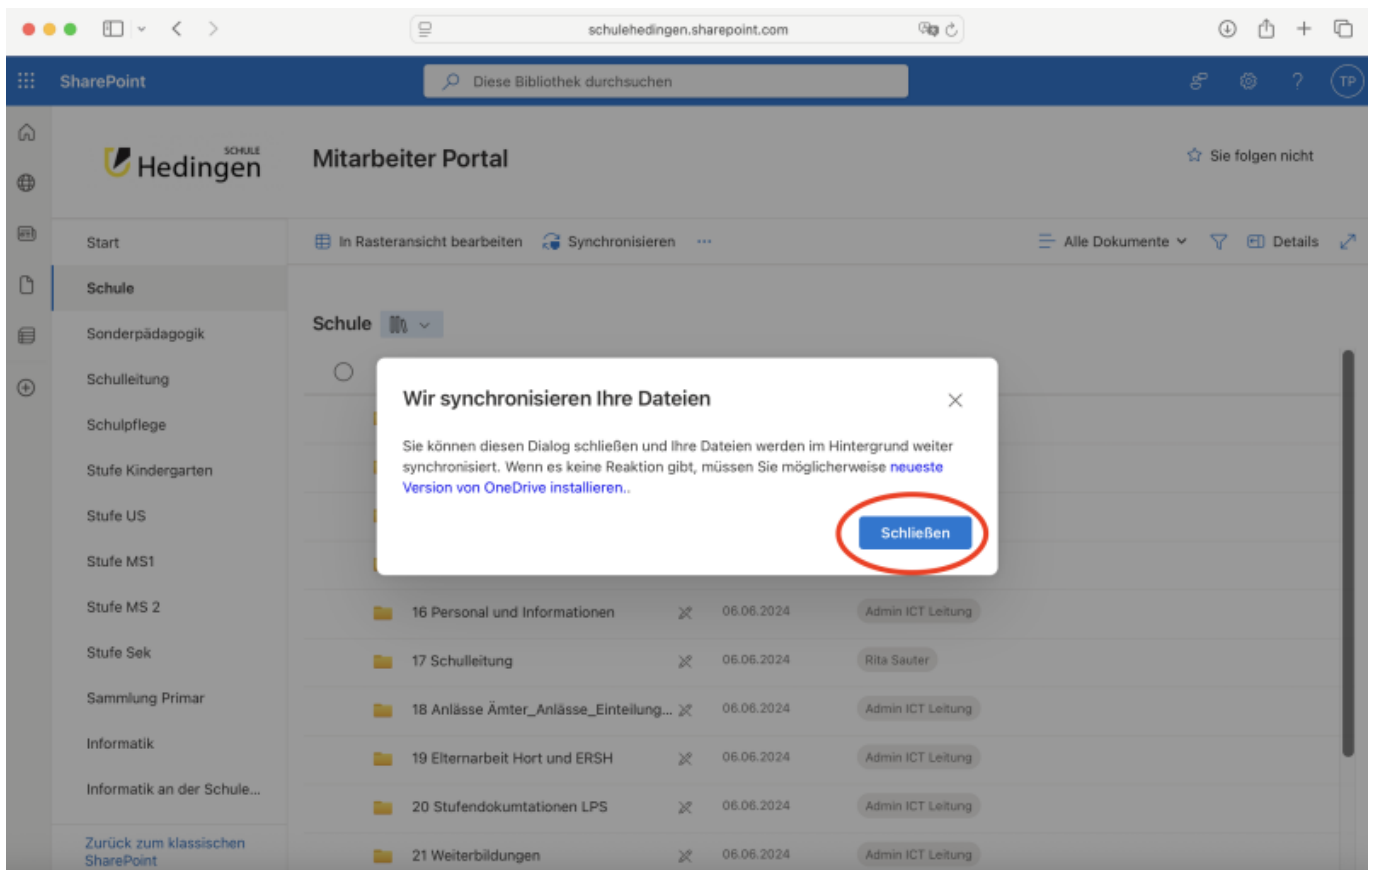 schulehedingen.sharepoint.com
SharePoint
Diese Bibliothek durchsuchen
?
TP
SCHULE
Hedingen
Mitarbeiter Portal
Sie folgen nicht
Start
In Rasteransicht bearbeiten
Synchronisieren
...
Alle Dokumente
Details
Schule
Sonderpädagogik
Schulleitung
Schulpflege
Stufe Kindergarten
Stufe US
Stufe MS1
Stufe MS 2
Stufe Sek
Sammlung Primar
Informatik
Informatik an der Schule...
Zurück zum klassischen
SharePoint
Schule
Wir synchronisieren Ihre Dateien
Sie können diesen Dialog schließen und Ihre Dateien werden im Hintergrund weiter
synchronisiert. Wenn es keine Reaktion gibt, müssen Sie möglicherweise neueste
Version von OneDrive installieren..
Schließen
16 Personal und Informationen 06.06.2024 Admin ICT Leitung
17 Schulleitung 06.06.2024 Rita Sauter
18 Anlässe Ämter_Anlässe_Einteilung... 06.06.2024 Admin ICT Leitung
19 Elternarbeit Hort und ERSH 06.06.2024 Admin ICT Leitung
20 Stufendokumtationen LPS 06.06.2024 Admin ICT Leitung
21 Weiterbildungen 06.06.2024 Admin ICT Leitung